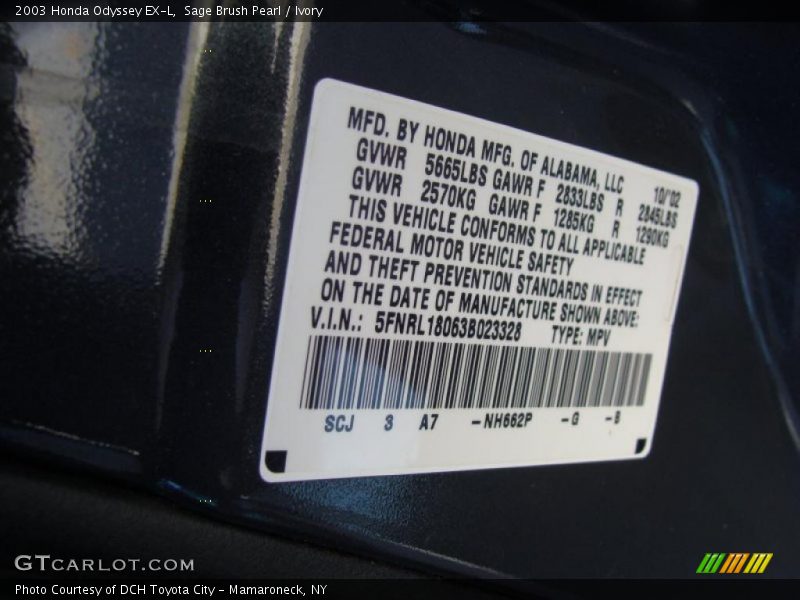 2003 Honda Odyssey EX-L, Sage Brush Pearl / Ivory
MFD. BY HONDA MFG. OF ALABAMA, LLC 10/'02
GVWR 5665LBS GAWR F 2833LBS R 2845LBS
GVWR 2570KG GAWR F 1285KG R 1290KG
THIS VEHICLE CONFORMS TO ALL APPLICABLE
FEDERAL MOTOR VEHICLE SAFETY
AND THEFT PREVENTION STANDARDS IN EFFECT
ON THE DATE OF MANUFACTURE SHOWN ABOVE:
V.I.N.: 5FNRL18063B023328 TYPE: MPV
SCJ 3 A7 -NH662P -G -B
GTCARLOT.COM
Photo Courtesy of DCH Toyota City - Mamaroneck, NY